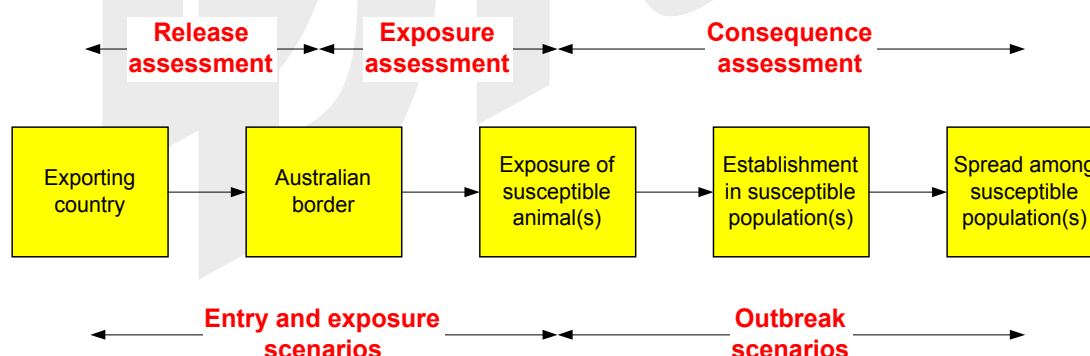 Release
assessment
Exposure
assessment
Consequence
assessment
Exporting
country
Australian
border
Exposure of
susceptible
animal(s)
Establishment
in susceptible
population(s)
Spread among
susceptible
population(s)
Entry and exposure
scenarios
Outbreak
scenarios